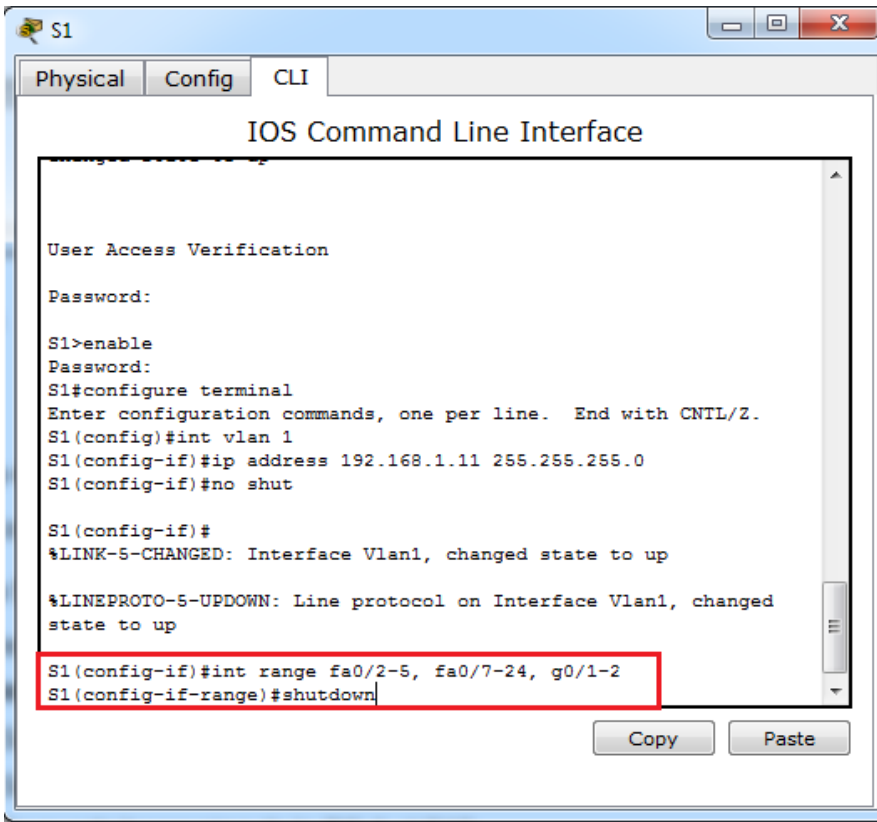 S1
Physical Config CLI
IOS Command Line Interface
User Access Verification
Password:
S1>enable
Password:
S1#configure terminal
Enter configuration commands, one per line.  End with CNTL/Z.
S1(config)#int vlan 1
S1(config-if)#ip address 192.168.1.11 255.255.255.0
S1(config-if)#no shut
S1(config-if)#
%LINK-5-CHANGED: Interface Vlan1, changed state to up
%LINEPROTO-5-UPDOWN: Line protocol on Interface Vlan1, changed
state to up
S1(config-if)#int range fa0/2-5, fa0/7-24, g0/1-2
S1(config-if-range)#shutdown
Copy Paste